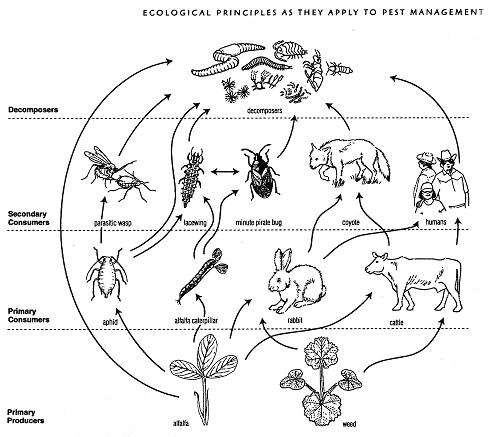 ECOLOGICAL PRINCIPLES AS THEY APPLY TO PEST MANAGEMENT
Decomposers
decomposers
Secondary
Consumers
parasitic wasp
lacewing
minute pirate bug
coyote
humans
Primary
Consumers
aphid
alfalfa caterpillar
rabbit
cattle
Primary
Producers
alfalfa
weed